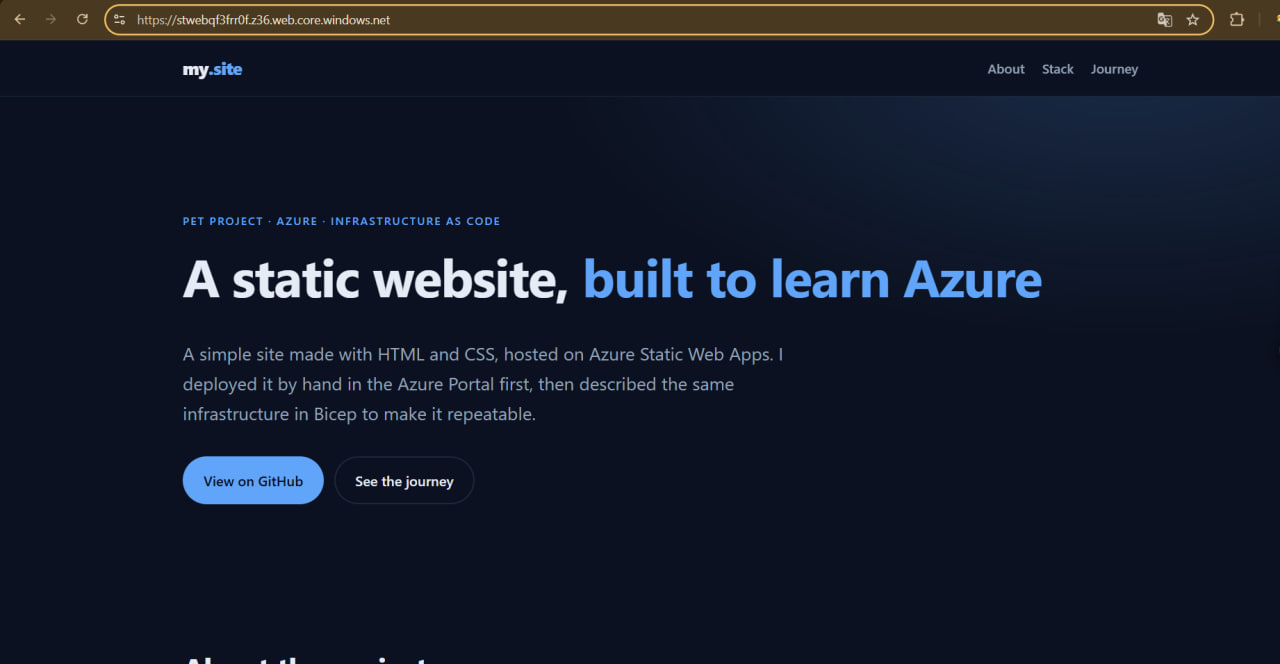 https://stwebqf3frr0f.z36.web.core.windows.net
my.site
About Stack Journey
PET PROJECT · AZURE · INFRASTRUCTURE AS CODE
A static website, built to learn Azure
A simple site made with HTML and CSS, hosted on Azure Static Web Apps. I
deployed it by hand in the Azure Portal first, then described the same
infrastructure in Bicep to make it repeatable.
View on GitHub See the journey
About the project